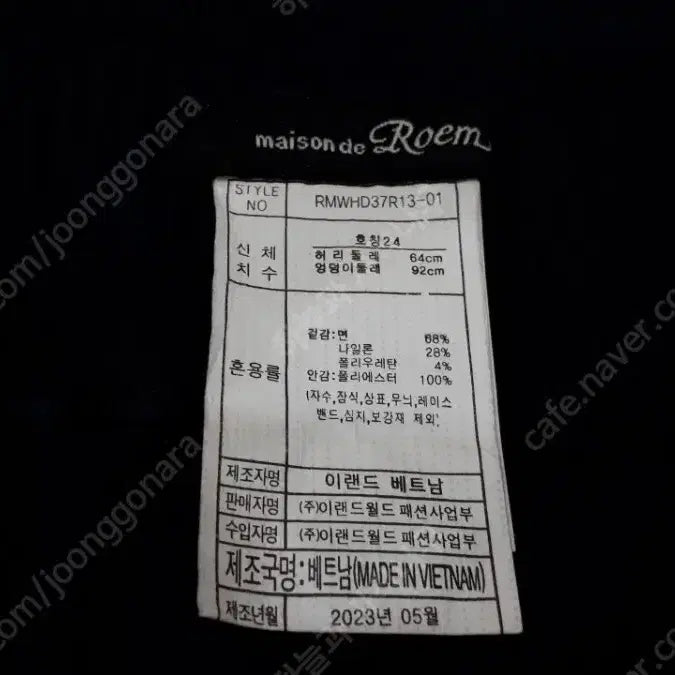 maison de Roem
STYLE NO
RMWHD37R13-01
신 체 치 수
호칭24
허리둘레 64cm
엉덩이둘레 92cm
혼용률
겉감:면 68%
나일론 28%
폴리우레탄 4%
안감:폴리에스터 100%
(자수,장식,상표,무늬,레이스
밴드,심지,보강재 제외)
제조자명 이랜드 베트남
판매자명 (주)이랜드월드 패션사업부
수입자명 (주)이랜드월드 패션사업부
제조국명:베트남(MADE IN VIETNAM)
제조년월 2023년 05월
com/joonggonara
cafe.naver.com/joonggonara